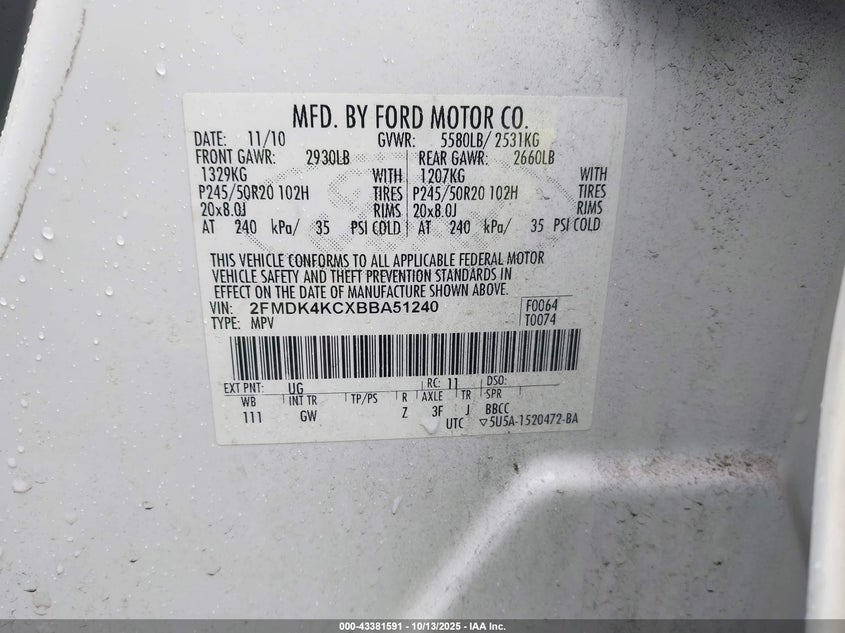 MFD. BY FORD MOTOR CO.
DATE: 11/10 GVWR: 5580LB/ 2531KG
FRONT GAWR: 2930LB REAR GAWR: 2660LB
1329KG WITH 1207KG WITH
P245/50R20 102H TIRES P245/50R20 102H TIRES
20x8.0J RIMS 20x8.0J RIMS
AT 240 kPa/ 35 PSI COLD AT 240 kPa/ 35 PSI COLD
THIS VEHICLE CONFORMS TO ALL APPLICABLE FEDERAL MOTOR
VEHICLE SAFETY AND THEFT PREVENTION STANDARDS IN
EFFECT ON THE DATE OF MANUFACTURE SHOWN ABOVE.
VIN: 2FMDK4KCXBBA51240 F0064
TYPE: MPV T0074
EXT PNT: UG RC: 11 DSO:
WB INT TR TP/PS R AXLE TR SPR
111 GW Z 3F J BBCC
UTC ▽5U5A-1520472-BA
000-43381591 - 10/13/2025 - IAA Inc.